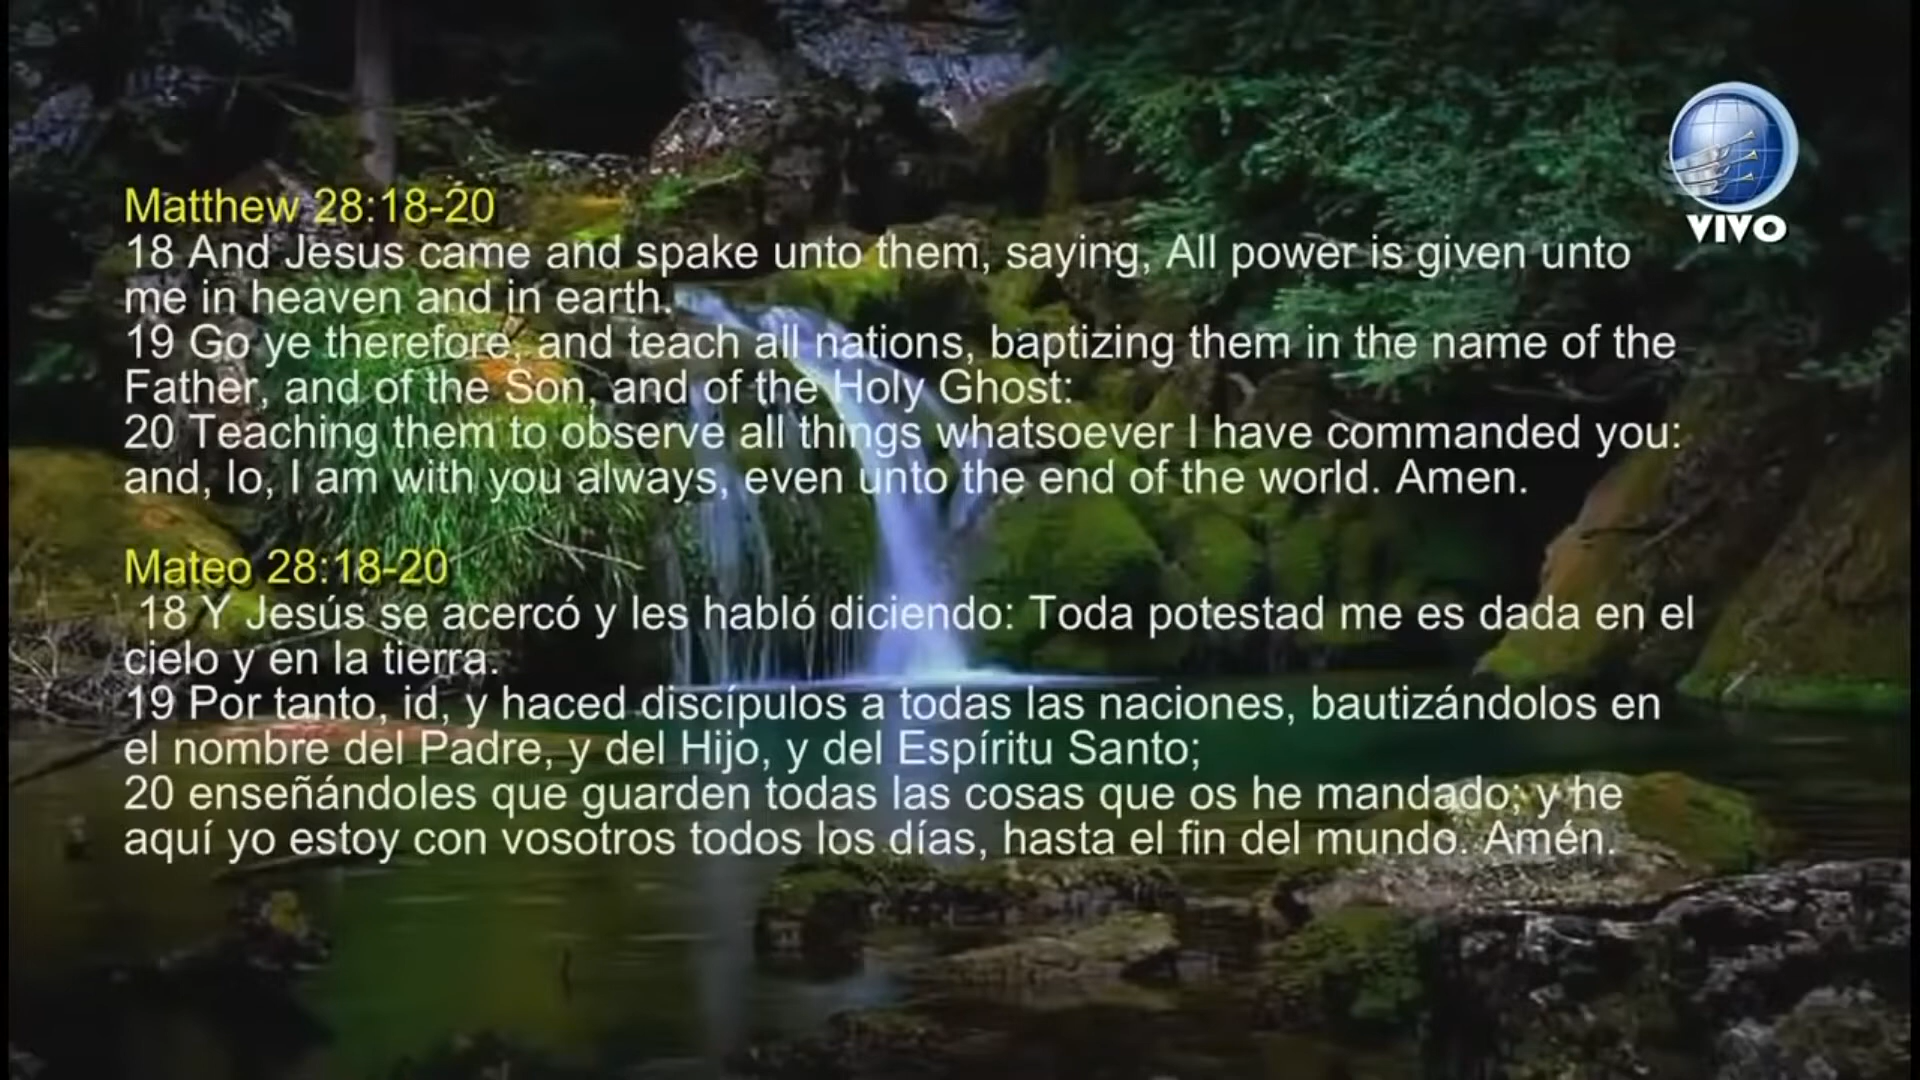 VIVO
Matthew 28:18-20
18 And Jesus came and spake unto them, saying, All power is given unto
me in heaven and in earth.
19 Go ye therefore, and teach all nations, baptizing them in the name of the
Father, and of the Son, and of the Holy Ghost:
20 Teaching them to observe all things whatsoever I have commanded you:
and, lo, I am with you always, even unto the end of the world. Amen.
Mateo 28:18-20
18 Y Jesús se acercó y les habló diciendo: Toda potestad me es dada en el
cielo y en la tierra.
19 Por tanto, id, y haced discípulos a todas las naciones, bautizándolos en
el nombre del Padre, y del Hijo, y del Espíritu Santo;
20 enseñándoles que guarden todas las cosas que os he mandado; y he
aquí yo estoy con vosotros todos los días, hasta el fin del mundo. Amén.